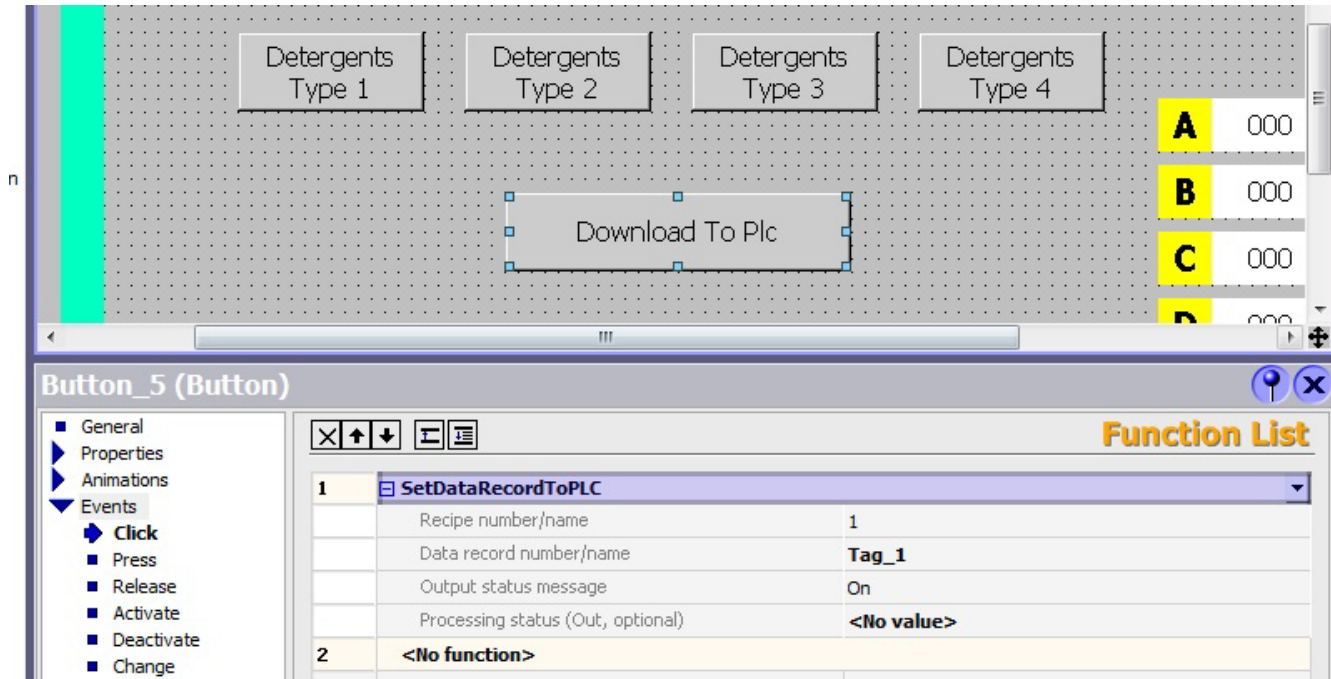 Detergents Type 1
Detergents Type 2
Detergents Type 3
Detergents Type 4
A 000
n
B 000
Download To Plc
C 000
Button_5 (Button)
General
Properties
Animations
Events
Click
Press
Release
Activate
Deactivate
Change
Function List
1 SetDataRecordToPLC
Recipe number/name 1
Data record number/name Tag_1
Output status message On
Processing status (Out, optional) <No value>
2 <No function>